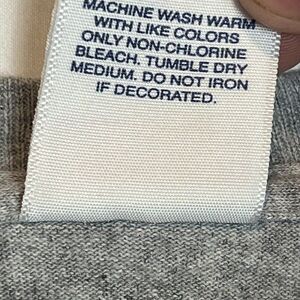 MACHINE WASH WARM
WITH LIKE COLORS
ONLY NON-CHLORINE
BLEACH. TUMBLE DRY
MEDIUM. DO NOT IRON
IF DECORATED.